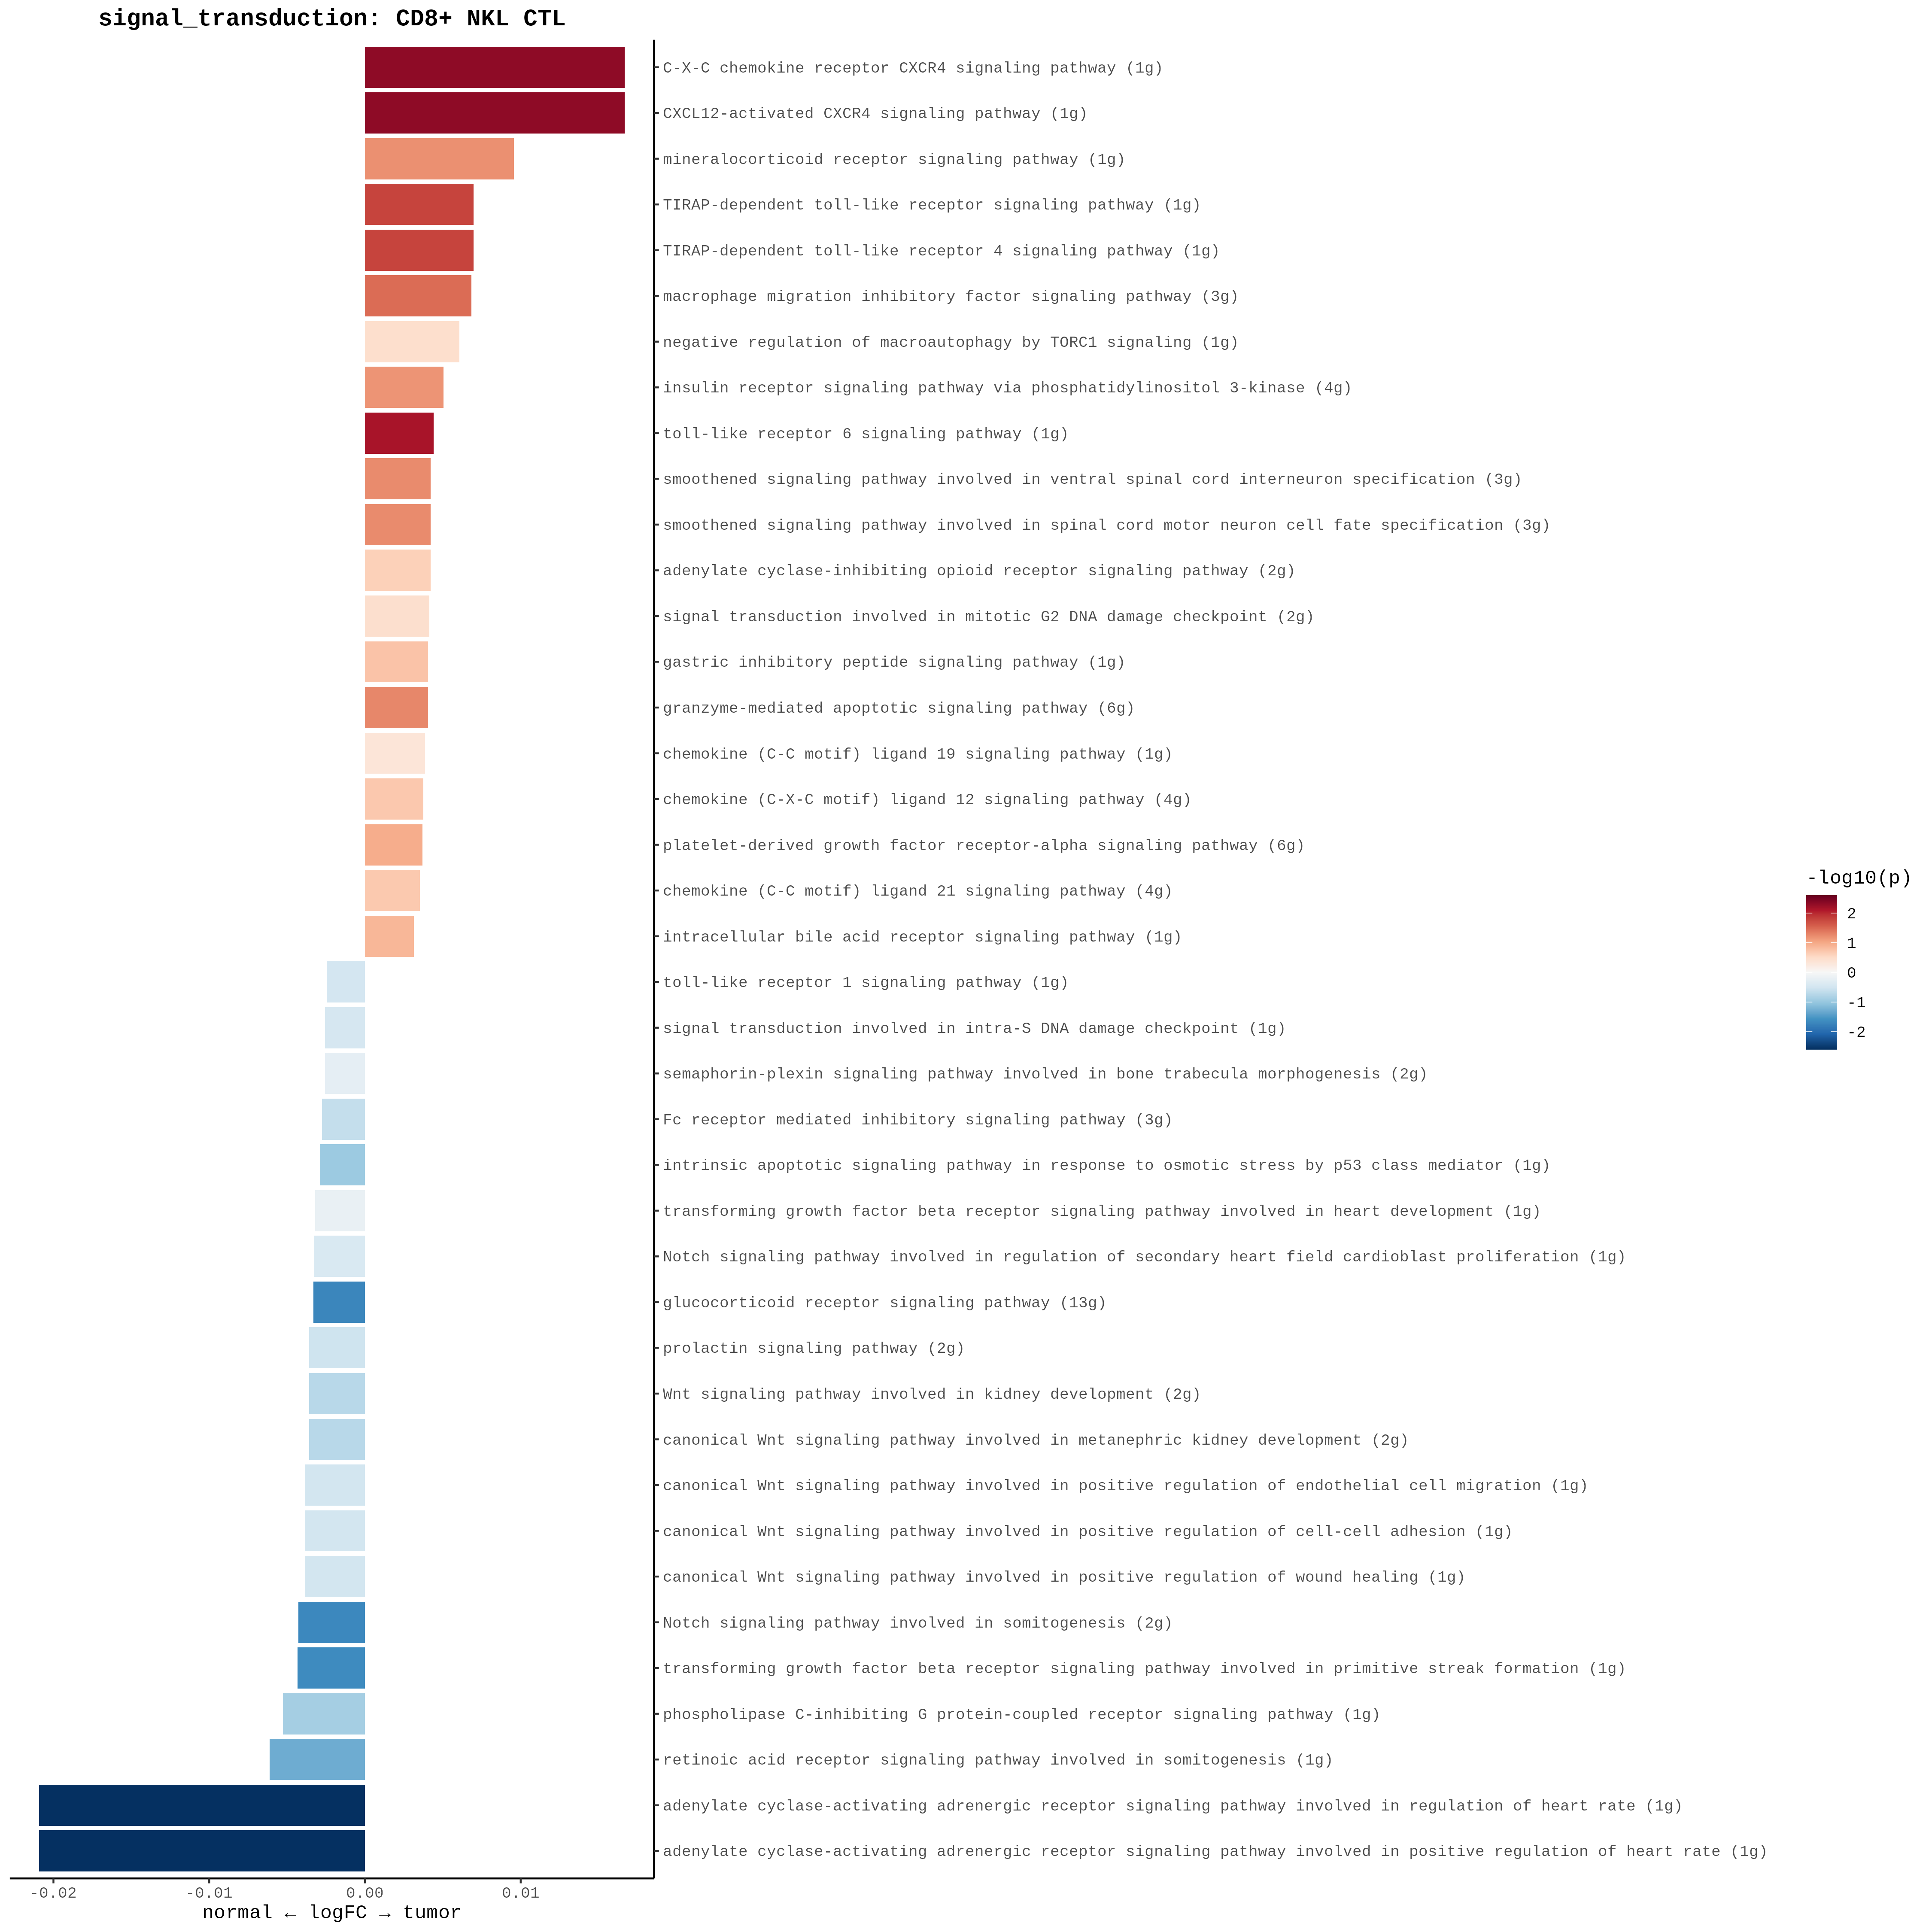 signal_transduction: CD8+ NKL CTL
C-X-C chemokine receptor CXCR4 signaling pathway (1g)
CXCL12-activated CXCR4 signaling pathway (1g)
mineralocorticoid receptor signaling pathway (1g)
TIRAP-dependent toll-like receptor signaling pathway (1g)
TIRAP-dependent toll-like receptor 4 signaling pathway (1g)
macrophage migration inhibitory factor signaling pathway (3g)
negative regulation of macroautophagy by TORC1 signaling (1g)
insulin receptor signaling pathway via phosphatidylinositol 3-kinase (4g)
toll-like receptor 6 signaling pathway (1g)
smoothened signaling pathway involved in ventral spinal cord interneuron specification (3g)
smoothened signaling pathway involved in spinal cord motor neuron cell fate specification (3g)
adenylate cyclase-inhibiting opioid receptor signaling pathway (2g)
signal transduction involved in mitotic G2 DNA damage checkpoint (2g)
gastric inhibitory peptide signaling pathway (1g)
granzyme-mediated apoptotic signaling pathway (6g)
chemokine (C-C motif) ligand 19 signaling pathway (1g)
chemokine (C-X-C motif) ligand 12 signaling pathway (4g)
platelet-derived growth factor receptor-alpha signaling pathway (6g)
chemokine (C-C motif) ligand 21 signaling pathway (4g)
intracellular bile acid receptor signaling pathway (1g)
toll-like receptor 1 signaling pathway (1g)
signal transduction involved in intra-S DNA damage checkpoint (1g)
semaphorin-plexin signaling pathway involved in bone trabecula morphogenesis (2g)
Fc receptor mediated inhibitory signaling pathway (3g)
intrinsic apoptotic signaling pathway in response to osmotic stress by p53 class mediator (1g)
transforming growth factor beta receptor signaling pathway involved in heart development (1g)
Notch signaling pathway involved in regulation of secondary heart field cardioblast proliferation (1g)
glucocorticoid receptor signaling pathway (13g)
prolactin signaling pathway (2g)
Wnt signaling pathway involved in kidney development (2g)
canonical Wnt signaling pathway involved in metanephric kidney development (2g)
canonical Wnt signaling pathway involved in positive regulation of endothelial cell migration (1g)
canonical Wnt signaling pathway involved in positive regulation of cell-cell adhesion (1g)
canonical Wnt signaling pathway involved in positive regulation of wound healing (1g)
Notch signaling pathway involved in somitogenesis (2g)
transforming growth factor beta receptor signaling pathway involved in primitive streak formation (1g)
phospholipase C-inhibiting G protein-coupled receptor signaling pathway (1g)
retinoic acid receptor signaling pathway involved in somitogenesis (1g)
adenylate cyclase-activating adrenergic receptor signaling pathway involved in regulation of heart rate (1g)
adenylate cyclase-activating adrenergic receptor signaling pathway involved in positive regulation of heart rate (1g)
-0.02 -0.01 0.00 0.01
normal ← logFC → tumor
-log10(p)
2
1
0
-1
-2